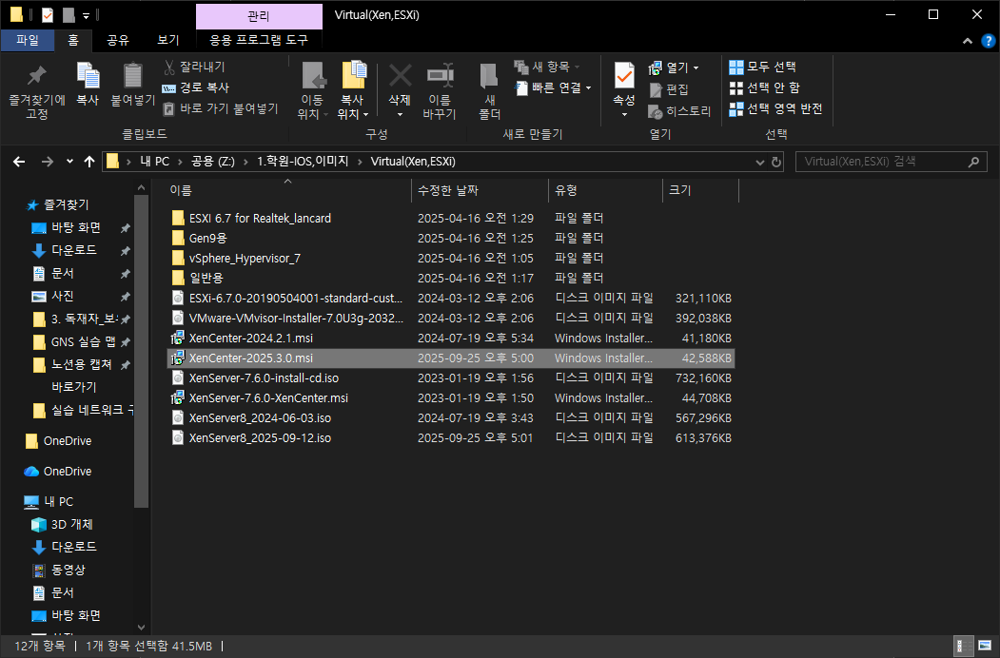 관리
Virtual(Xen,ESXi)
파일
홈
공유
보기
응용 프로그램 도구
즐겨찾기에
고정
복사
붙여넣기
잘라내기
경로 복사
바로 가기 붙여넣기
클립보드
이동
위치
복사
위치
삭제
이름
바꾸기
구성
새
폴더
새 항목
빠른 연결
새로 만들기
속성
열기
편집
히스토리
열기
모두 선택
선택 안 함
선택 영역 반전
선택
내 PC > 공용 (Z:) > 1.학원-IOS,이미지 > Virtual(Xen,ESXi)
Virtual(Xen,ESXi) 검색
즐겨찾기
바탕 화면
다운로드
문서
사진
3. 독재자_보
GNS 실습 맵
노션용 캡쳐
바로가기
실습 네트워크
OneDrive
OneDrive
내 PC
3D 개체
다운로드
동영상
문서
바탕 화면
이름 수정한 날짜 유형 크기
ESXI 6.7 for Realtek_lancard 2025-04-16 오전 1:29 파일 폴더
Gen9용 2025-04-16 오전 1:25 파일 폴더
vSphere_Hypervisor_7 2025-04-16 오전 1:05 파일 폴더
일반용 2025-04-16 오전 1:17 파일 폴더
ESXi-6.7.0-20190504001-standard-cust... 2024-03-12 오후 2:06 디스크 이미지 파일 321,110KB
VMware-VMvisor-Installer-7.0U3g-2032... 2024-03-12 오후 2:06 디스크 이미지 파일 392,038KB
XenCenter-2024.2.1.msi 2024-07-19 오후 5:34 Windows Installer... 41,180KB
XenCenter-2025.3.0.msi 2025-09-25 오후 5:00 Windows Installer... 42,588KB
XenServer-7.6.0-install-cd.iso 2023-01-19 오후 1:56 디스크 이미지 파일 732,160KB
XenServer-7.6.0-XenCenter.msi 2023-01-19 오후 1:50 Windows Installer... 44,708KB
XenServer8_2024-06-03.iso 2024-07-19 오후 3:43 디스크 이미지 파일 567,296KB
XenServer8_2025-09-12.iso 2025-09-25 오후 5:01 디스크 이미지 파일 613,376KB
12개 항목 | 1개 항목 선택함 41.5MB |